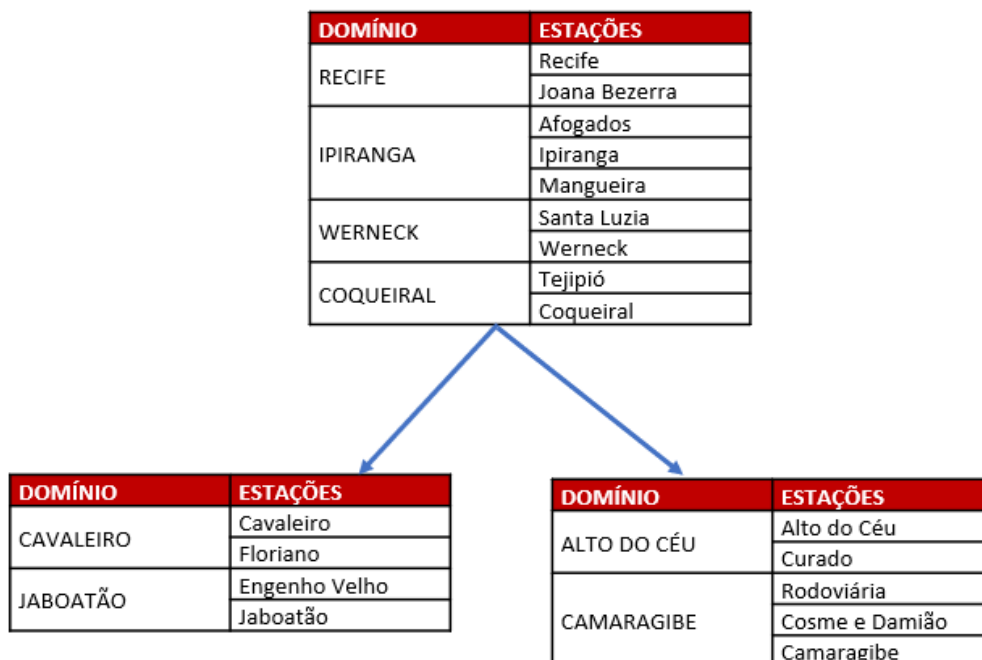 DOMÍNIO ESTAÇÕES
RECIFE
Recife
Joana Bezerra
IPIRANGA
Afogados
Ipiranga
Mangueira
WERNECK
Santa Luzia
Werneck
COQUEIRAL
Tejipió
Coqueiral
DOMÍNIO ESTAÇÕES
CAVALEIRO
Cavaleiro
Floriano
JABOATÃO
Engenho Velho
Jaboatão
DOMÍNIO ESTAÇÕES
ALTO DO CÉU
Alto do Céu
Curado
CAMARAGIBE
Rodoviária
Cosme e Damião
Camaragibe